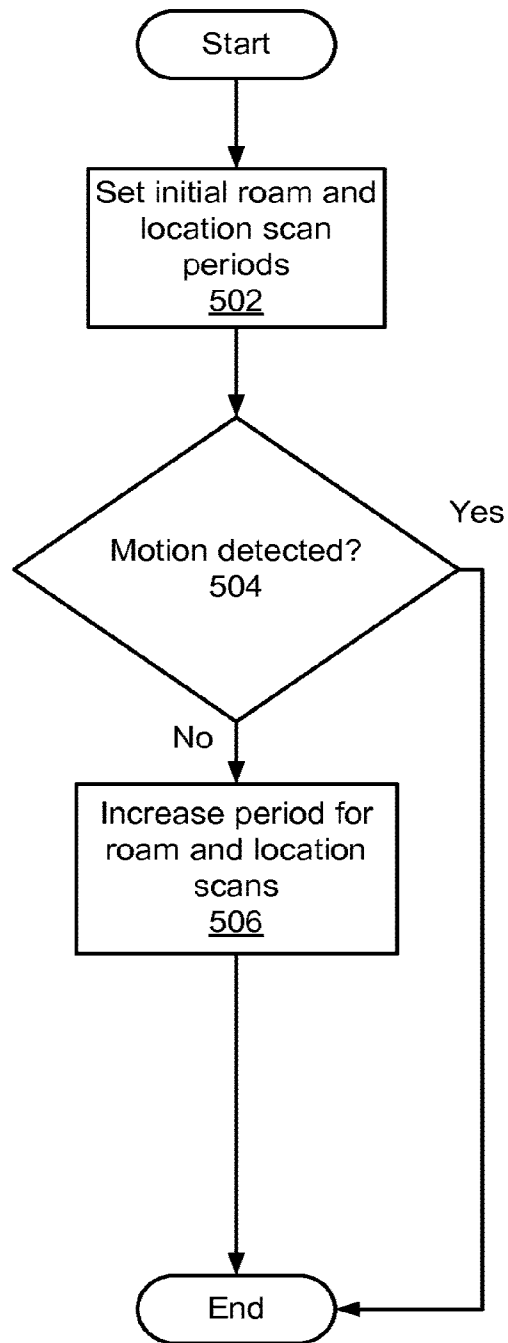 Start
Set initial roam and
location scan
periods
502
Yes
Motion detected?
504
No
Increase period for
roam and location
scans
506
End